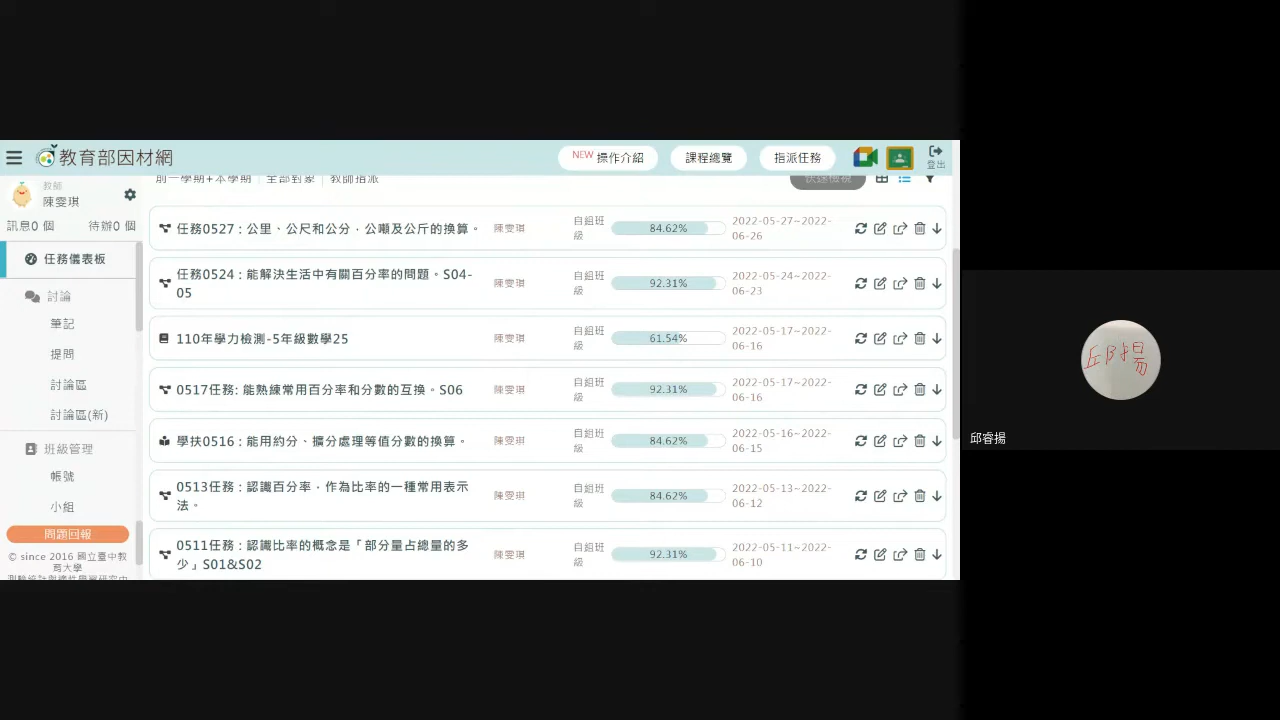 教育部因材網
NEW 操作介紹
課程總覽
指派任務
登出
教師
陳雯琪
訊息0 個
待辦0 個
任務儀表板
討論
筆記
提問
討論區
討論區(新)
班級管理
帳號
小組
問題回報
© since 2016 國立臺中教
育大學
前一學期+本學期
全部對象
教師指派
快速檢視
任務0527：公里、公尺和公分，公噸及公斤的換算。
陳雯琪
自組班
級
84.62%
2022-05-27~2022-
06-26
任務0524：能解決生活中有關百分率的問題。S04-
05
陳雯琪
自組班
級
92.31%
2022-05-24~2022-
06-23
110年學力檢測-5年級數學25
陳雯琪
自組班
級
61.54%
2022-05-17~2022-
06-16
0517任務: 能熟練常用百分率和分數的互換。S06
陳雯琪
自組班
級
92.31%
2022-05-17~2022-
06-16
學扶0516：能用約分、擴分處理等值分數的換算。
陳雯琪
自組班
級
84.62%
2022-05-16~2022-
06-15
0513任務：認識百分率，作為比率的一種常用表示
法。
陳雯琪
自組班
級
84.62%
2022-05-13~2022-
06-12
0511任務：認識比率的概念是「部分量占總量的多
少」S01&S02
陳雯琪
自組班
級
92.31%
2022-05-11~2022-
06-10
邱揚
邱睿揚